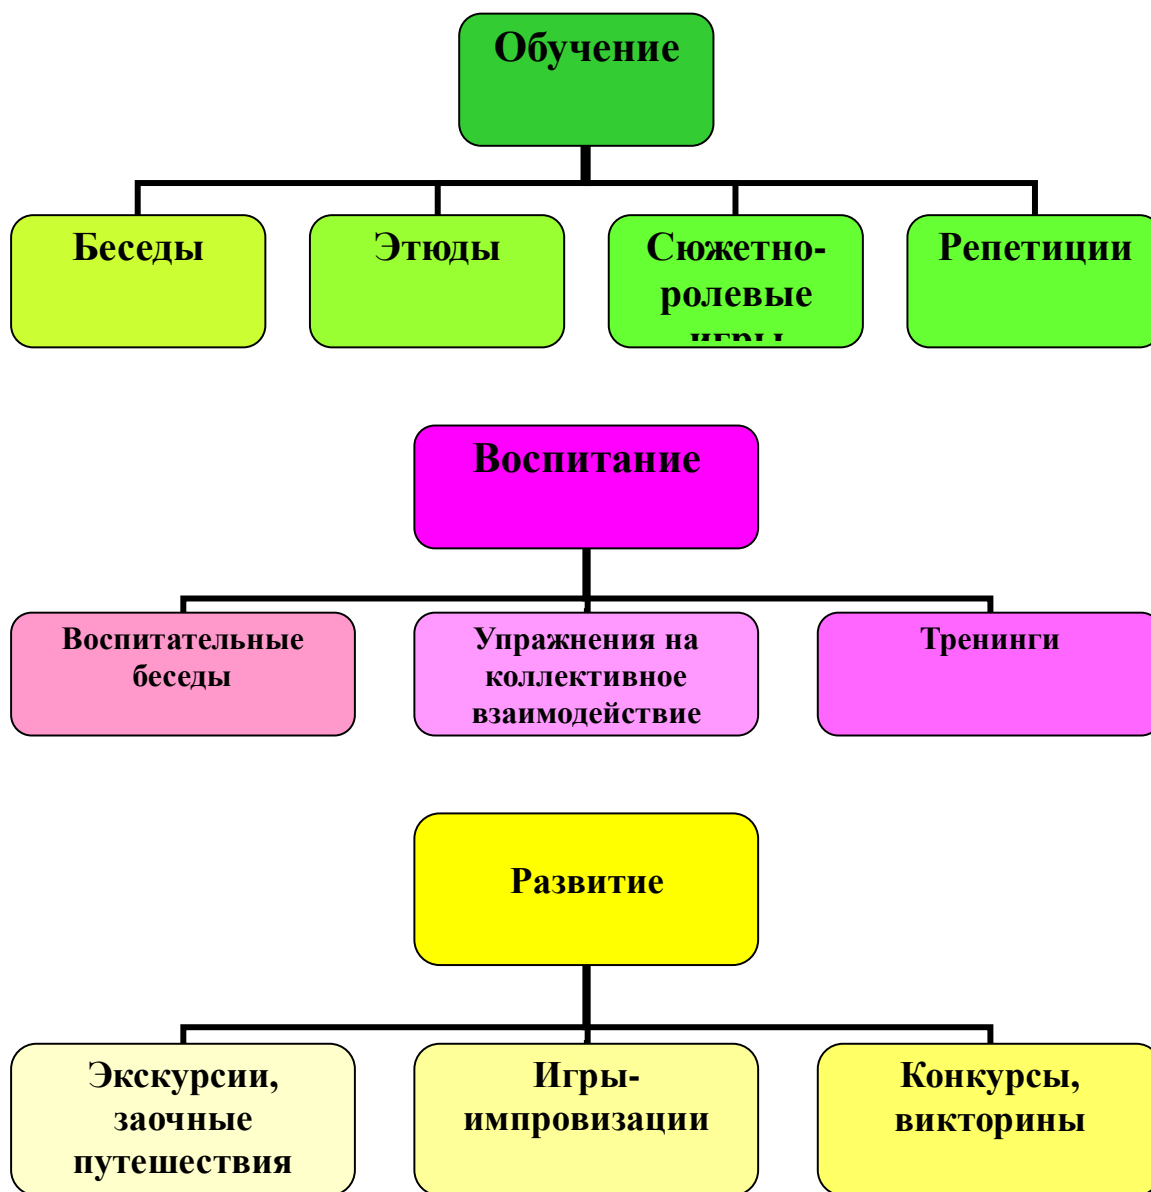 Обучение
Беседы
Этюды
Сюжетно-
ролевые
игры
Репетиции
Воспитание
Воспитательные
беседы
Упражнения на
коллективное
взаимодействие
Тренинги
Развитие
Экскурсии,
заочные
путешествия
Игры-
импровизации
Конкурсы,
викторины